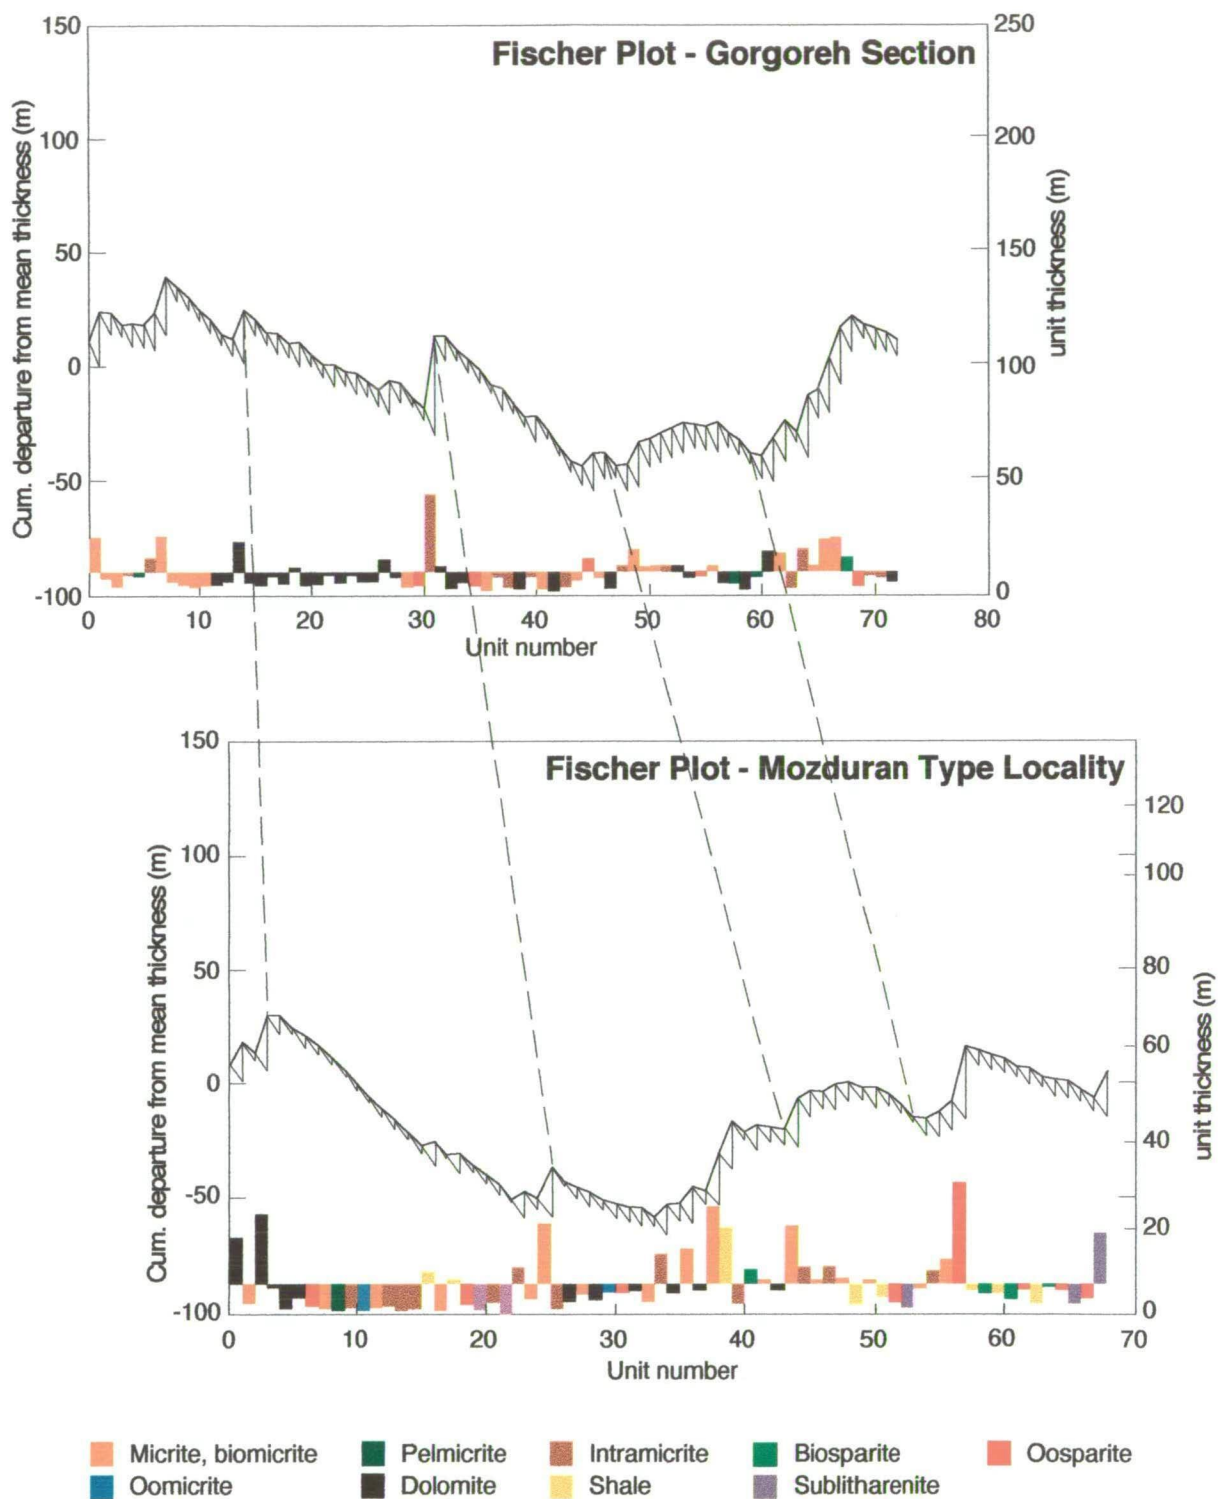 Fischer Plot - Gorgoreh Section
Cum. departure from mean thickness (m)
150
100
50
0
-50
-100
unit thickness (m)
250
200
150
100
50
0
0 10 20 30 40 50 60 70 80
Unit number
Fischer Plot - Mozduran Type Locality
Cum. departure from mean thickness (m)
150
100
50
0
-50
-100
unit thickness (m)
120
100
80
60
40
20
0
0 10 20 30 40 50 60 70
Unit number
Micrite, biomicrite Pelmicrite Intramicrite Biosparite Oosparite
Oomicrite Dolomite Shale Sublitharenite